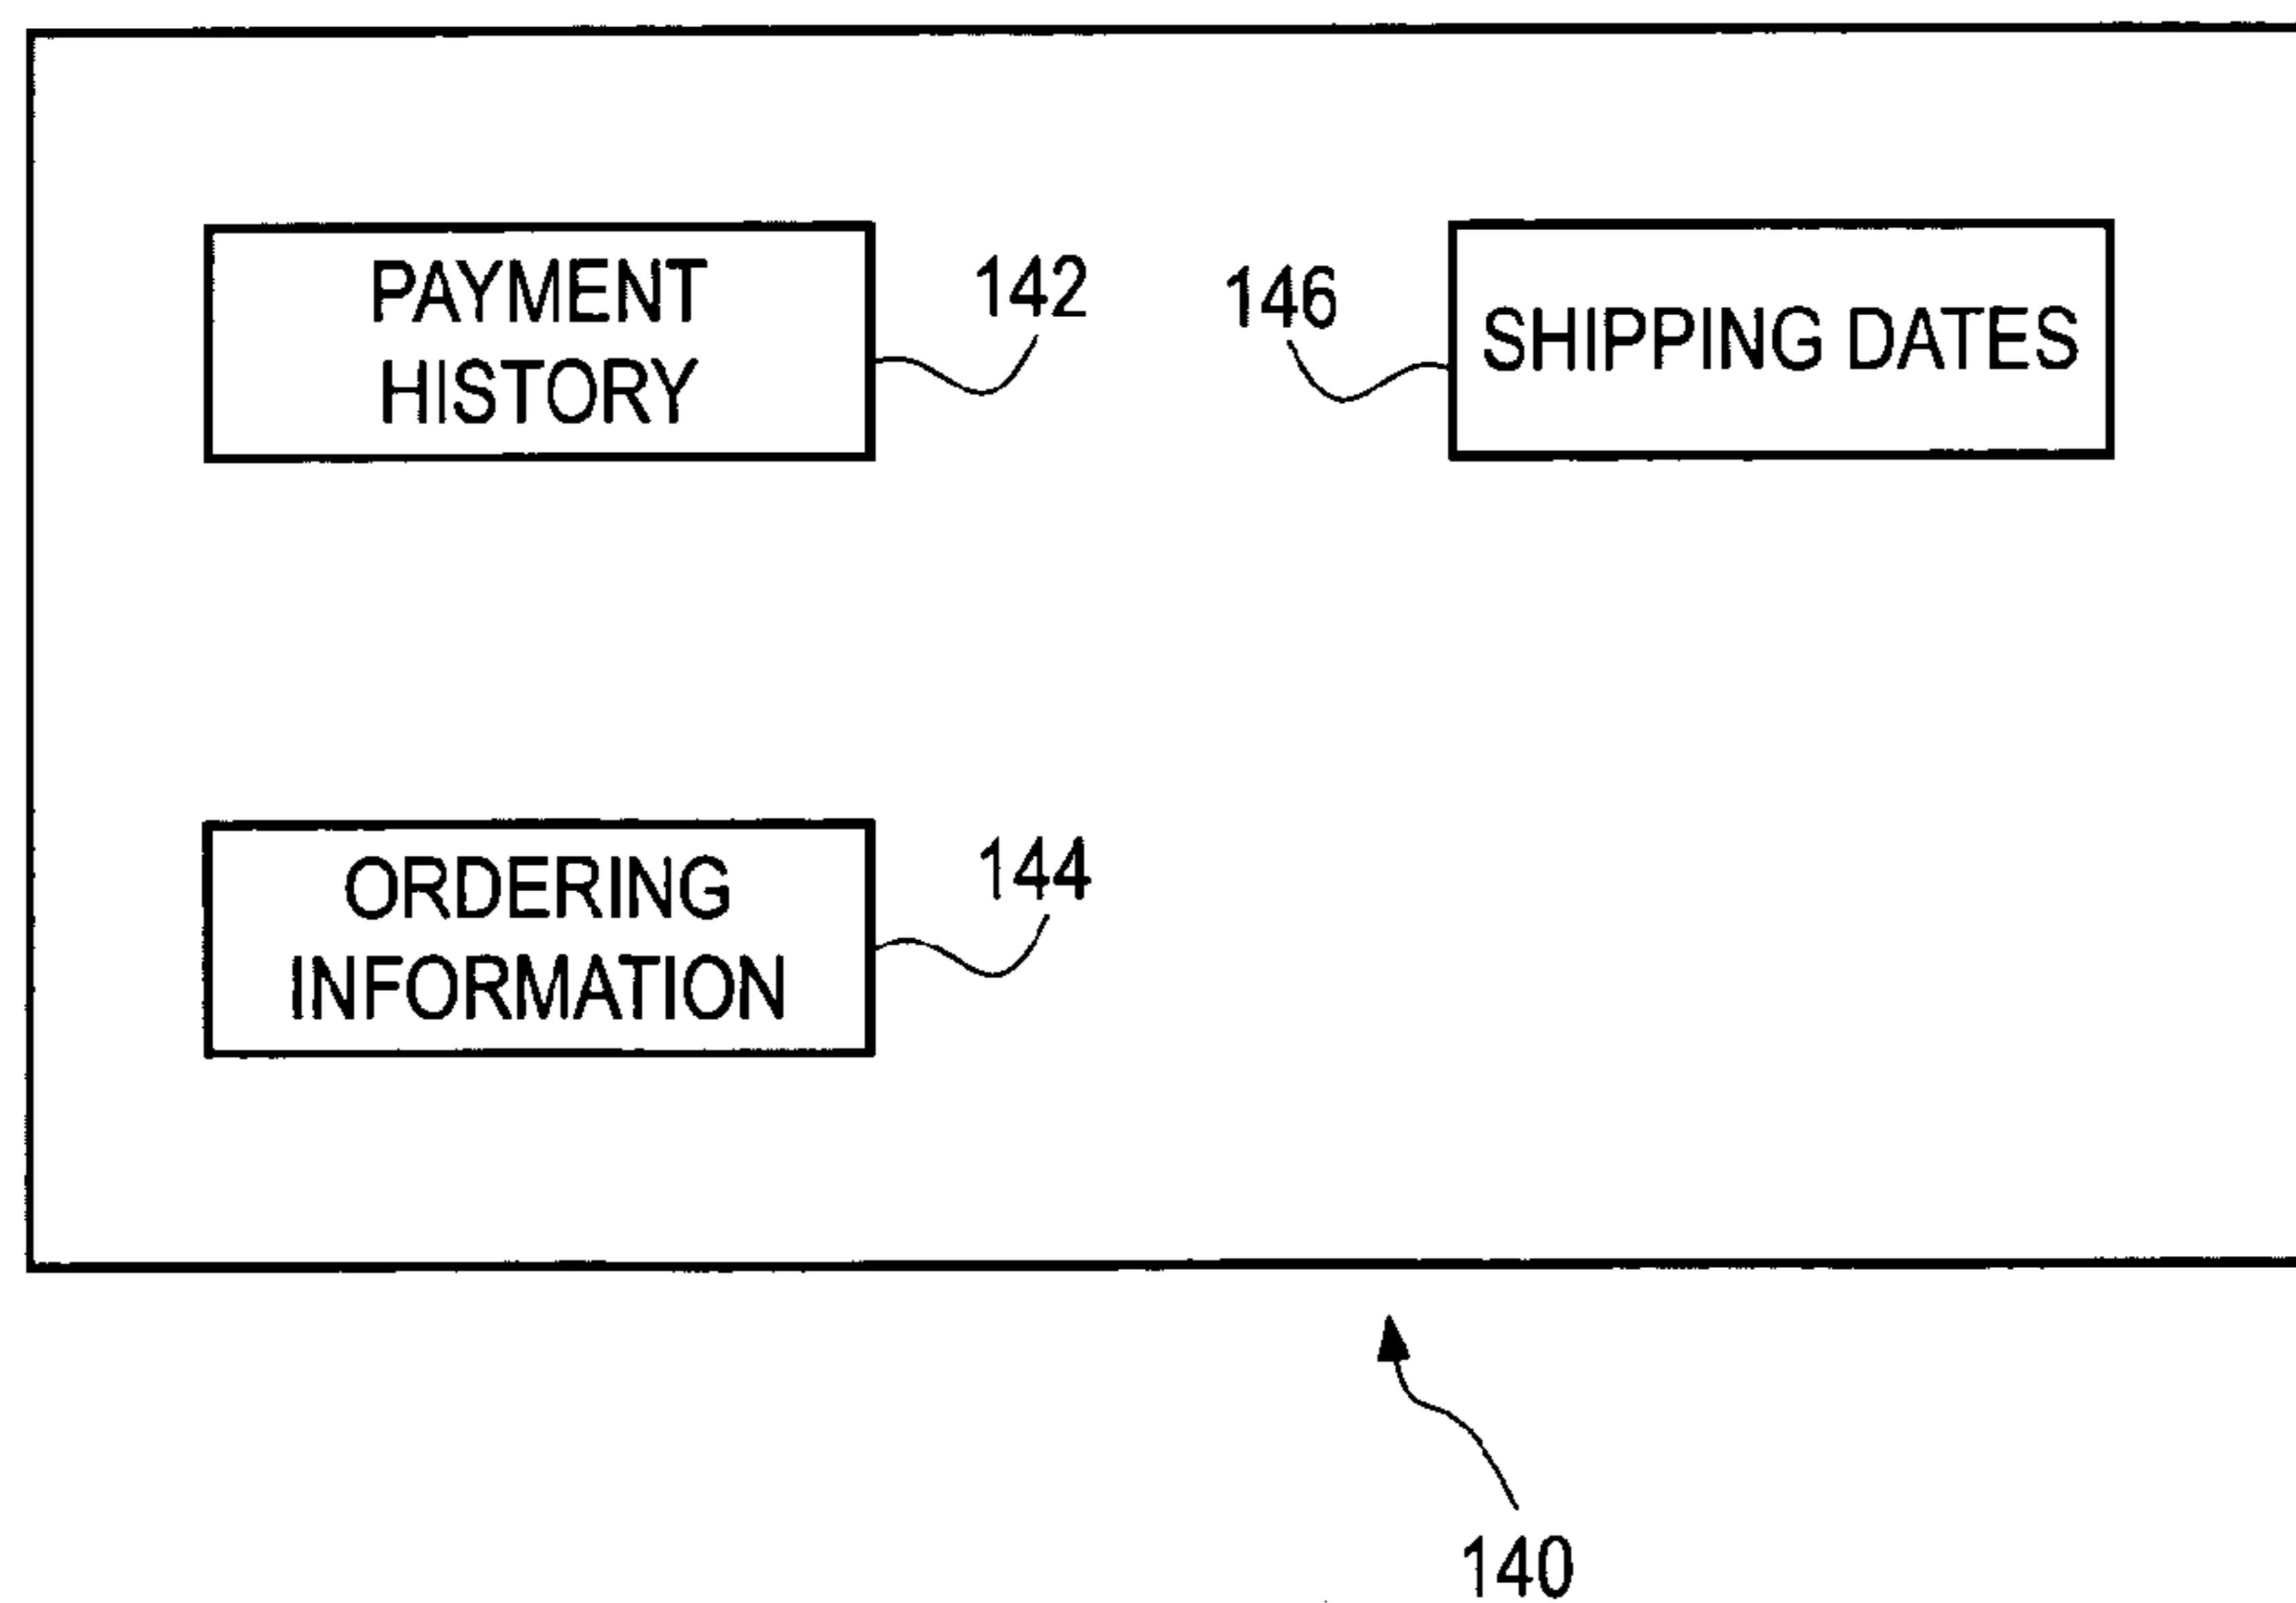 PAYMENT
HISTORY
142
146
SHIPPING DATES
ORDERING
INFORMATION
144
140